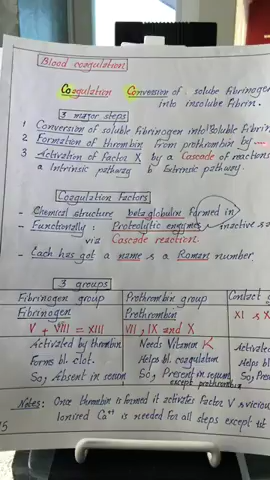 Blood coagulation
Coagulation Conversion of solube fibrinogen
into insoluble Fibrin.
3 major steps
1 Conversion of soluble Fibrinogen into soluble fibrin
2 Formation of thrombin from prothrombin by
3 Activation of Factor X by a Cascade of reactions
a Intrinsic pathway b Extrinsic pathway.
Coagulation factors
- Chemical structure betaglobulin formed in
- Functionally: Proteolytic enzymes, inactive
via Cascade reaction.
- Each has got a name & a Roman number.
3 groups
Fibrinogen group Prothrombin group Contact
Fibrinogen Prothrombin XI
V + VIII = XIII VII, IX and X
Activated by thrombin Needs Vitamin K Activated
Forms bl. clot. Helps bl. coagulation Helps bl.
So, Absent in serum So, Present in serum So, Pres
except prothrombin
Notes: Once thrombin is formed it activates Factor V
Ionized Ca++ is needed for all steps except